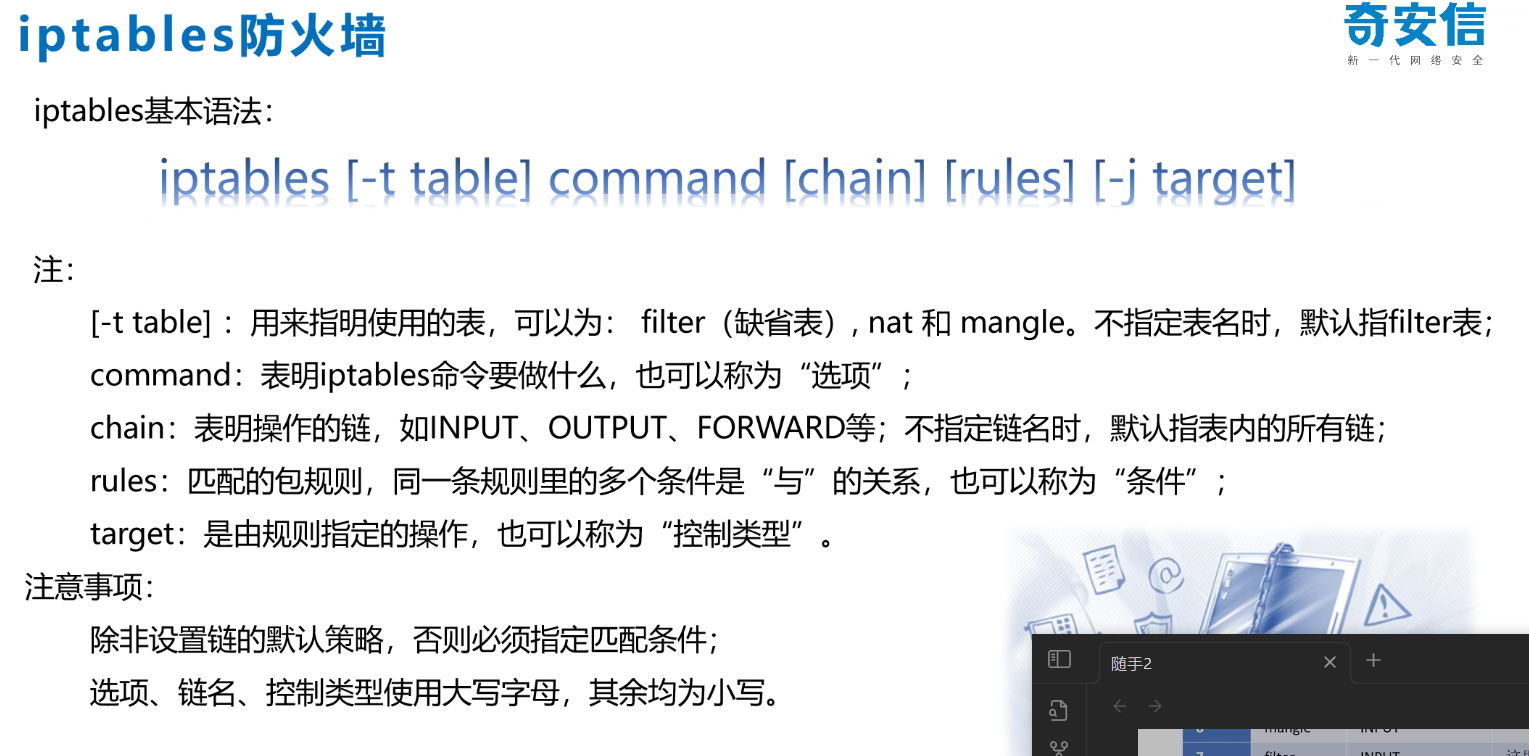 iptables防火墙
奇安信
新一代网络安全
iptables基本语法：
iptables [-t table] command [chain] [rules] [-j target]
注：
[-t table] ：用来指明使用的表，可以为： filter（缺省表）, nat 和 mangle。不指定表名时，默认指filter表；
command：表明iptables命令要做什么，也可以称为“选项”；
chain：表明操作的链，如INPUT、OUTPUT、FORWARD等；不指定链名时，默认指表内的所有链；
rules：匹配的包规则，同一条规则里的多个条件是“与”的关系，也可以称为“条件”；
target：是由规则指定的操作，也可以称为“控制类型”。
注意事项：
除非设置链的默认策略，否则必须指定匹配条件；
选项、链名、控制类型使用大写字母，其余均为小写。
随手2
mangle INPUT
7 filter INPUT